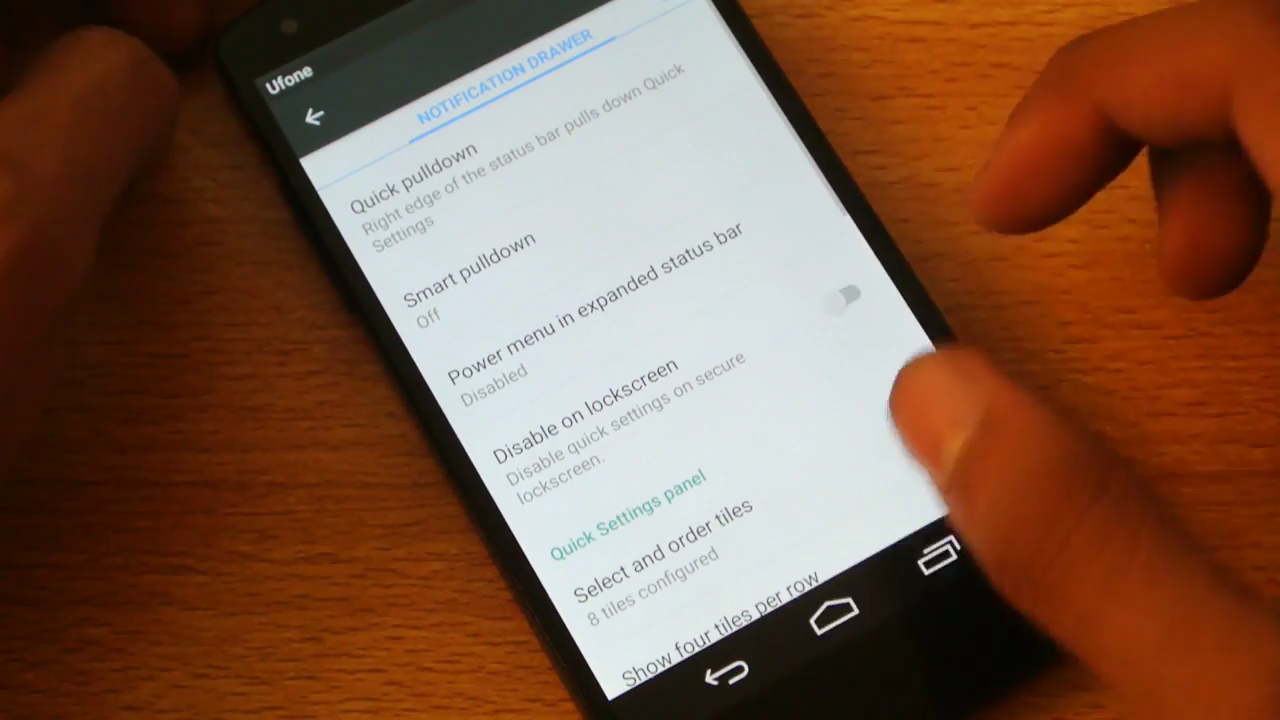 Ufone
NOTIFICATION DRAWER
Quick pulldown
Right edge of the status bar pulls down Quick
Settings
Smart pulldown
Off
Power menu in expanded status bar
Disabled
Disable on lockscreen
Disable quick settings on secure
lockscreen.
Quick Settings panel
Select and order tiles
8 tiles configured
Show four tiles per row